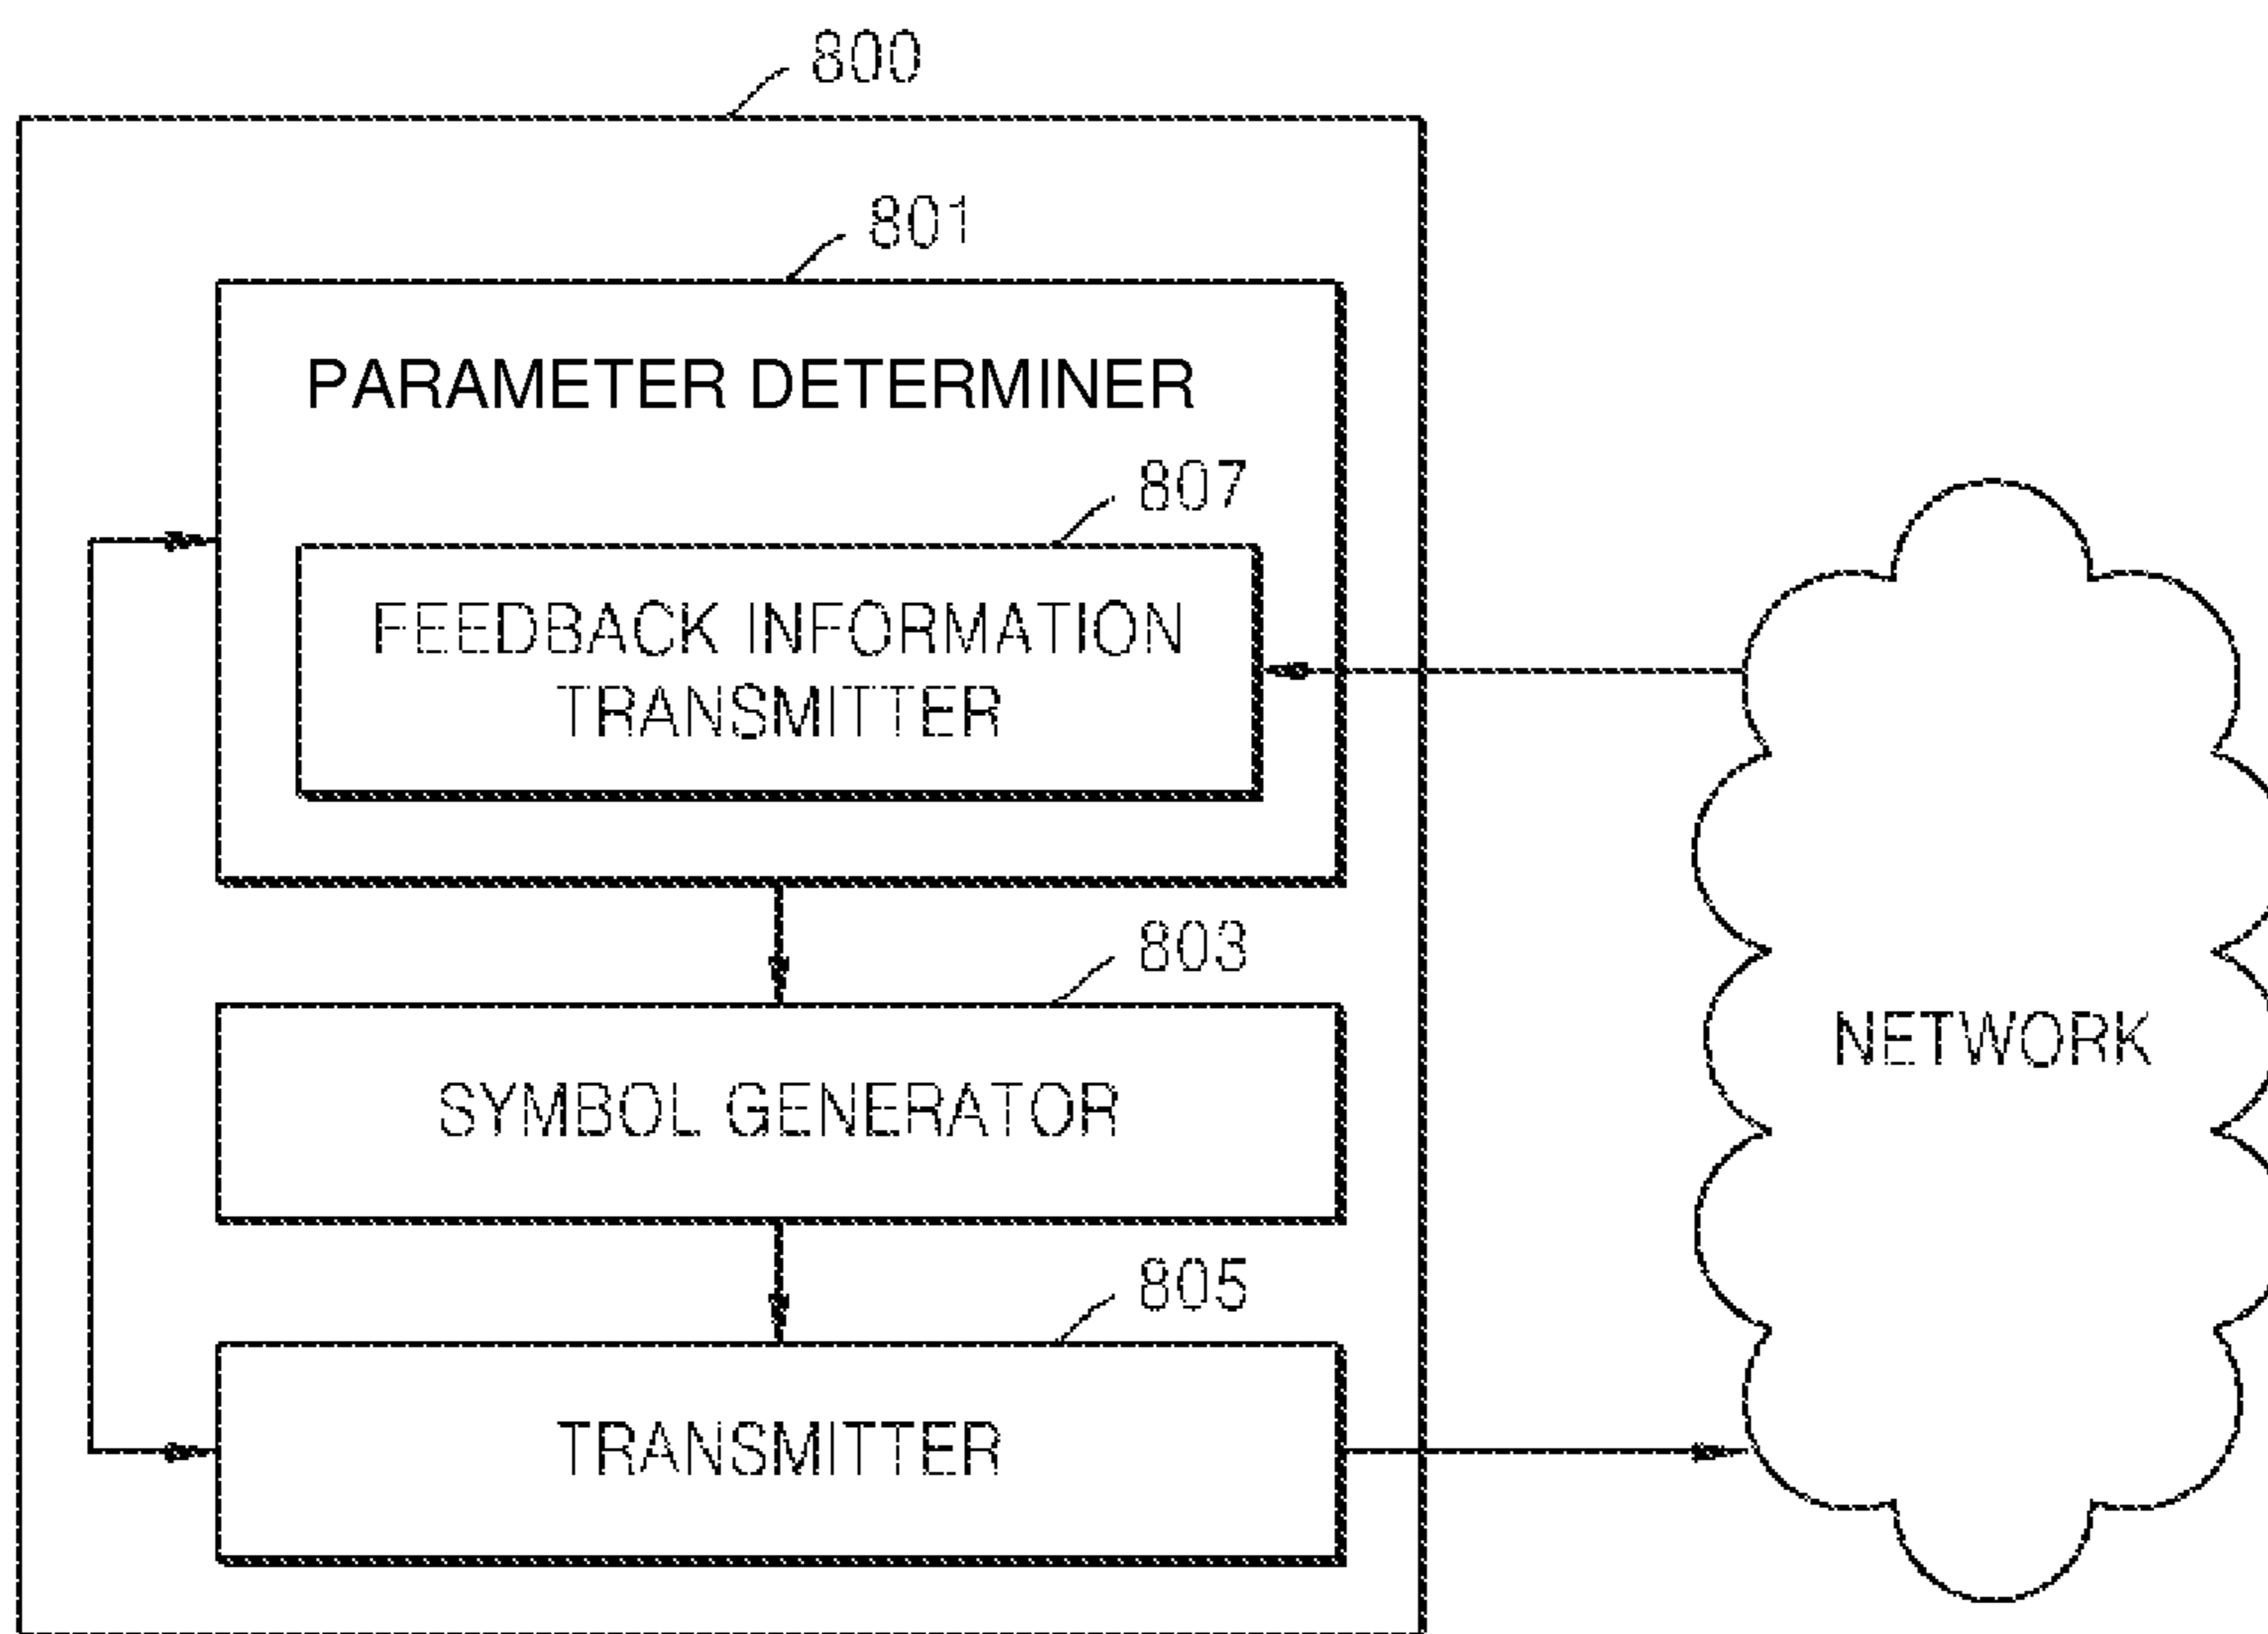 800
801
PARAMETER DETERMINER
807
FEEDBACK INFORMATION
TRANSMITTER
803
SYMBOL GENERATOR
NETWORK
805
TRANSMITTER